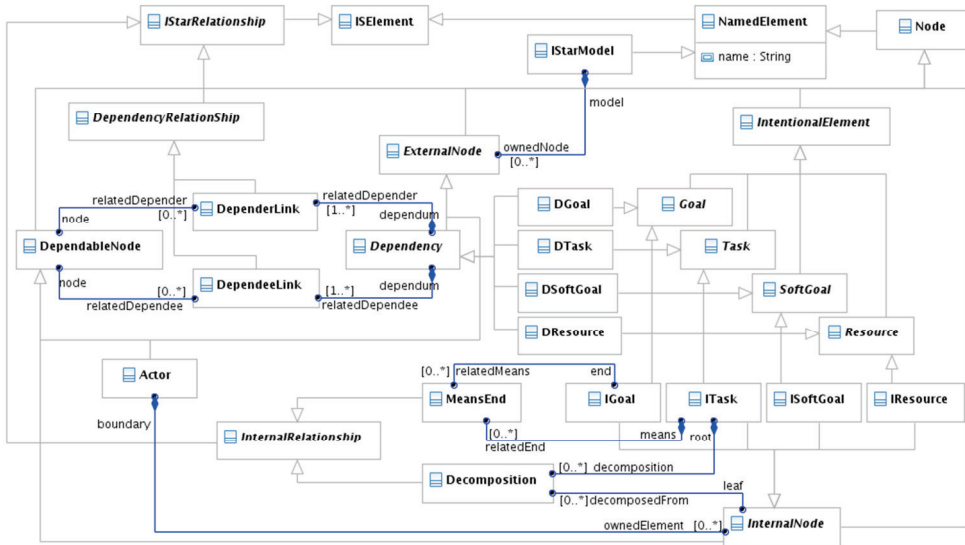 IStarRelationship
ISElement
NamedElement
name : String
Node
IStarModel
model
DependencyRelationShip
ExternalNode
ownedNode
[0..*]
IntentionalElement
relatedDepender
[0..*]
DependerLink
relatedDepender
[1..*]
dependum
node
DependableNode
node
relatedDependee
[0..*]
DependeeLink
[1..*]
relatedDependee
Dependency
dependum
DGoal
Goal
DTask
Task
DSoftGoal
SoftGoal
DResource
Resource
Actor
boundary
[0..*]
relatedMeans
end
MeansEnd
[0..*]
relatedEnd
IGoal
ITask
means
root
ISoftGoal
IResource
InternalRelationship
Decomposition
[0..*] decomposition
[0..*]decomposedFrom
leaf
ownedElement [0..*]
InternalNode